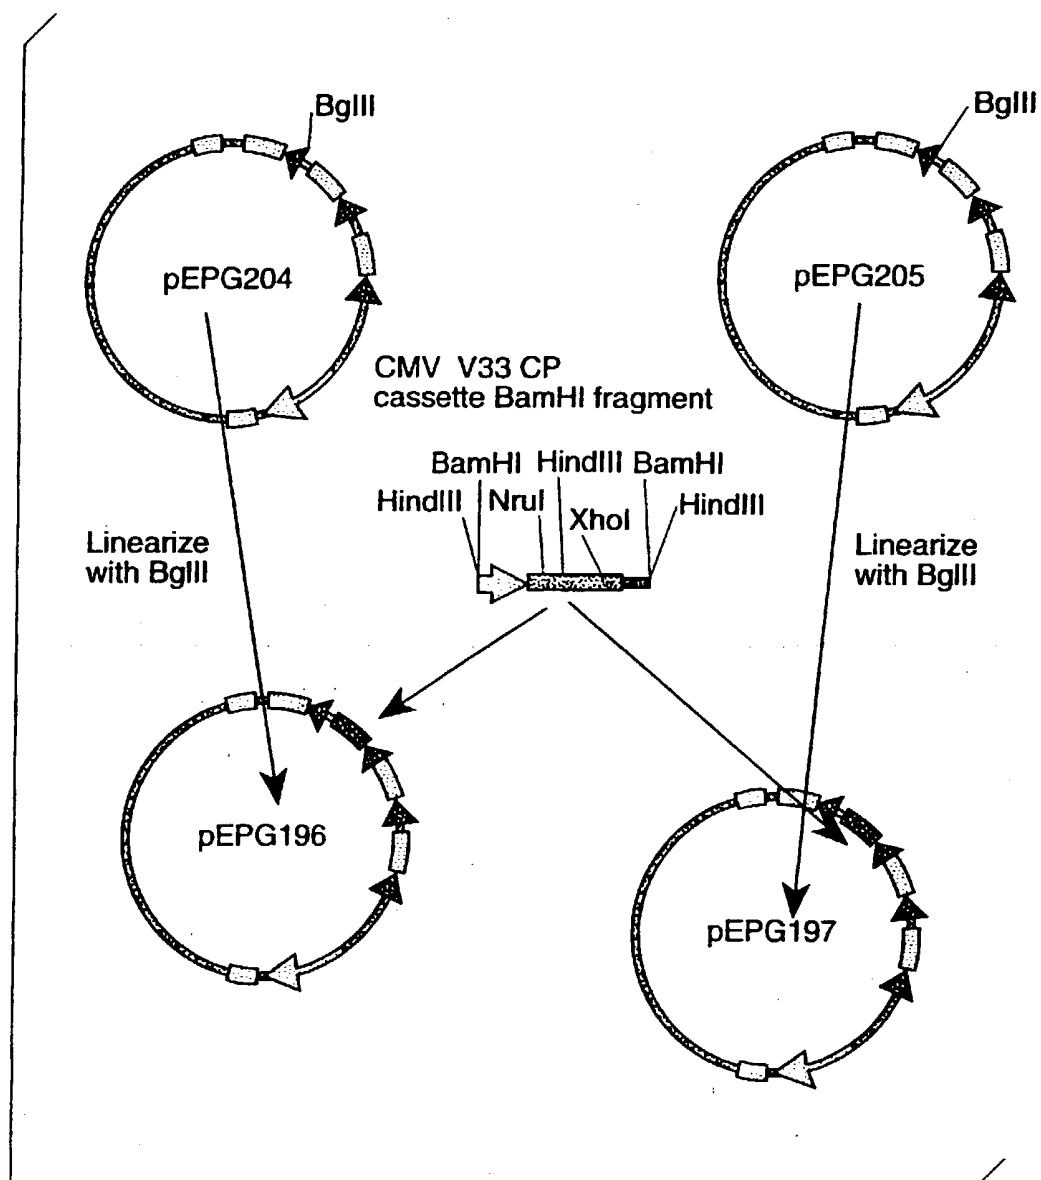 BglII
BglII
pEPG204
pEPG205
CMV V33 CP
cassette BamHI fragment
BamHI HindIII BamHI
HindIII NruI XhoI HindIII
Linearize
with BglII
Linearize
with BglII
pEPG196
pEPG197